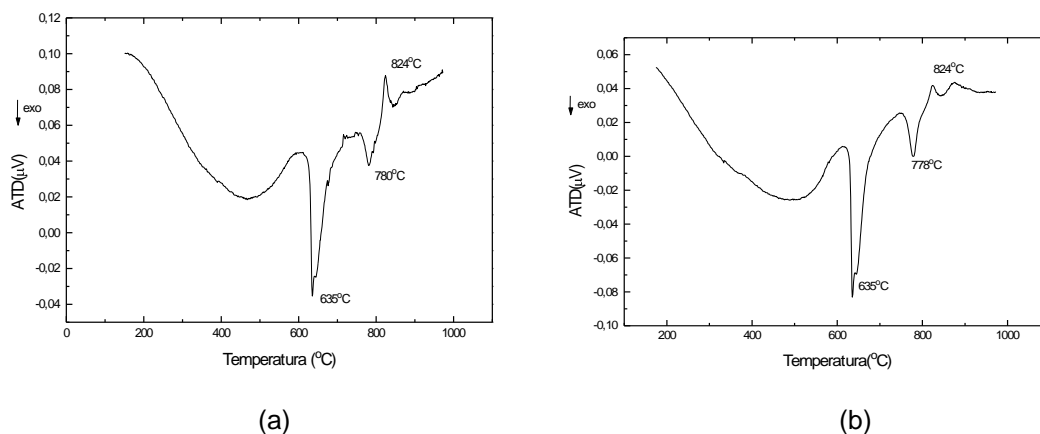 0,12
0,10
0,08
0,06
0,04
0,02
0,00
-0,02
-0,04
0
200
400
600
800
1000
exo
ATD(μV)
Temperatura (°C)
635°C
780°C
824°C
(a)
0,06
0,04
0,02
0,00
-0,02
-0,04
-0,06
-0,08
-0,10
200
400
600
800
1000
exo
ATD(μV)
Temperatura(°C)
635°C
778°C
824°C
(b)